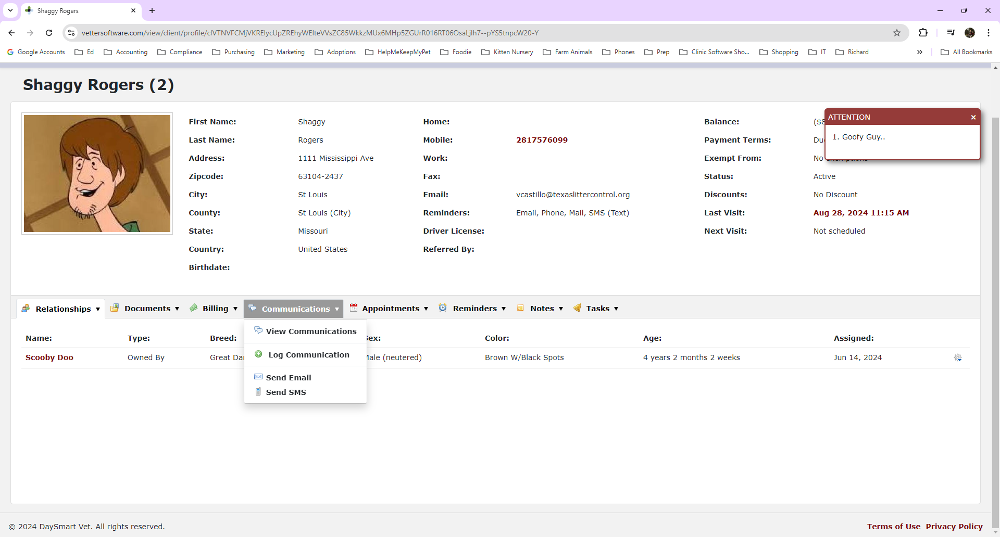 Shaggy Rogers
vettersoftware.com/view/client/profile/clVTNVFCMjVKRElycUpZREhyWElteVVsZC85WkkzMUx6MHp5ZGUrR016RT06OsaLjlh7--pYS5tnpcW20-Y
Google Accounts Ed Accounting Compliance Purchasing Marketing Adoptions HelpMeKeepMyPet Foodie Kitten Nursery Farm Animals Phones Prep Clinic Software Sho... Shopping IT Richard » All Bookmarks
Shaggy Rogers (2)
First Name: Shaggy Home: Balance: ($8
ATTENTION
1. Goofy Guy..
Last Name: Rogers Mobile: 2817576099 Payment Terms:
Address: 1111 Mississippi Ave Work: Exempt From: No exemptions
Zipcode: 63104-2437 Fax: Status: Active
City: St Louis Email: vcastillo@texaslittercontrol.org Discounts: No Discount
County: St Louis (City) Reminders: Email, Phone, Mail, SMS (Text) Last Visit: Aug 28, 2024 11:15 AM
State: Missouri Driver License: Next Visit: Not scheduled
Country: United States Referred By:
Birthdate:
Relationships Documents Billing Communications Appointments Reminders Notes Tasks
View Communications
Log Communication
Send Email
Send SMS
Name: Type: Breed: Sex: Color: Age: Assigned:
Scooby Doo Owned By Great Da Male (neutered) Brown W/Black Spots 4 years 2 months 2 weeks Jun 14, 2024
© 2024 DaySmart Vet. All rights reserved. Terms of Use Privacy Policy